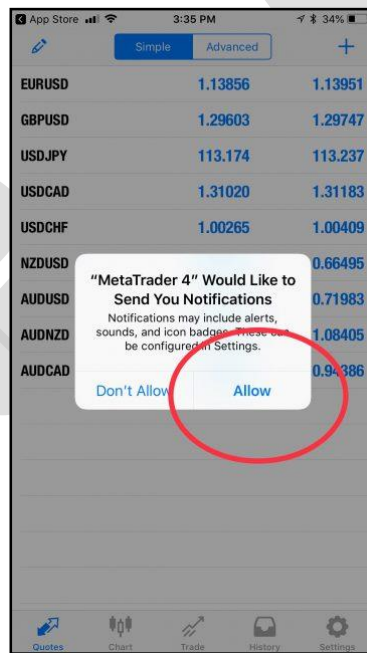 App Store 3:35 PM 34%
Simple Advanced +
EURUSD 1.13856 1.13951
GBPUSD 1.29603 1.29747
USDJPY 113.174 113.237
USDCAD 1.31020 1.31183
USDCHF 1.00265 1.00409
NZDUSD 0.66495
"MetaTrader 4" Would Like to
Send You Notifications
AUDUSD 0.71983
Notifications may include alerts,
sounds, and icon badges. These can
be configured in Settings.
AUDNZD 1.08405
AUDCAD 0.94386
Don't Allow Allow
Quotes Chart Trade History Settings